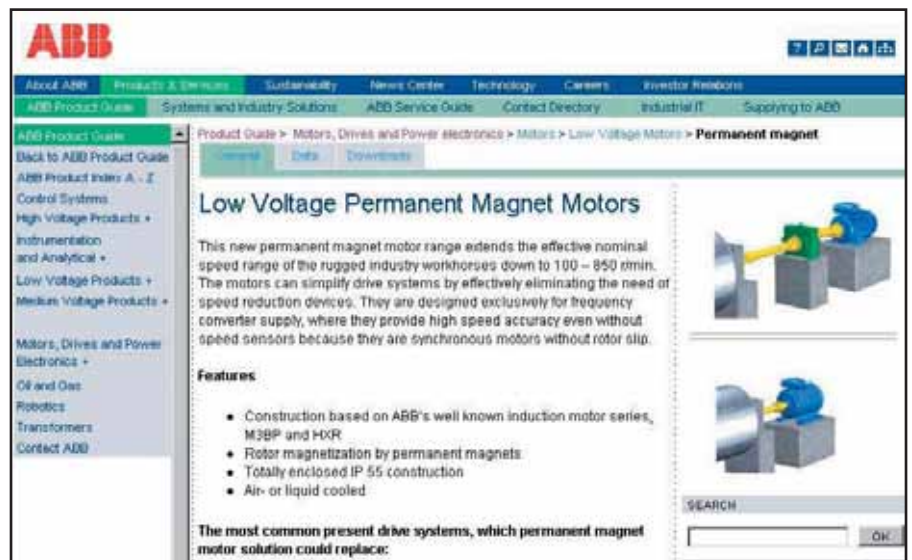 ABB
?
About ABB Products & Services Sustainability News Center Technology Careers Investor Relations
ABB Product Guide Systems and Industry Solutions ABB Service Guide Contact Directory Industrial IT Supplying to ABB
ABB Product Guide
Back to ABB Product Guide
ABB Product Index A - Z
Control Systems
High Voltage Products +
Instrumentation
and Analytical +
Low Voltage Products +
Medium Voltage Products +
Motors, Drives and Power
Electronics +
Oil and Gas
Robotics
Transformers
Contact ABB
Product Guide > Motors, Drives and Power electronics > Motors > Low Voltage Motors > Permanent magnet
General Data Downloads
Low Voltage Permanent Magnet Motors
This new permanent magnet motor range extends the effective nominal
speed range of the rugged industry workhorses down to 100 – 850 r/min.
The motors can simplify drive systems by effectively eliminating the need of
speed reduction devices. They are designed exclusively for frequency
converter supply, where they provide high speed accuracy even without
speed sensors because they are synchronous motors without rotor slip.
Features
• Construction based on ABB's well known induction motor series,
M3BP and HXR
• Rotor magnetization by permanent magnets
• Totally enclosed IP 55 construction
• Air- or liquid cooled
The most common present drive systems, which permanent magnet
motor solution could replace:
SEARCH
OK